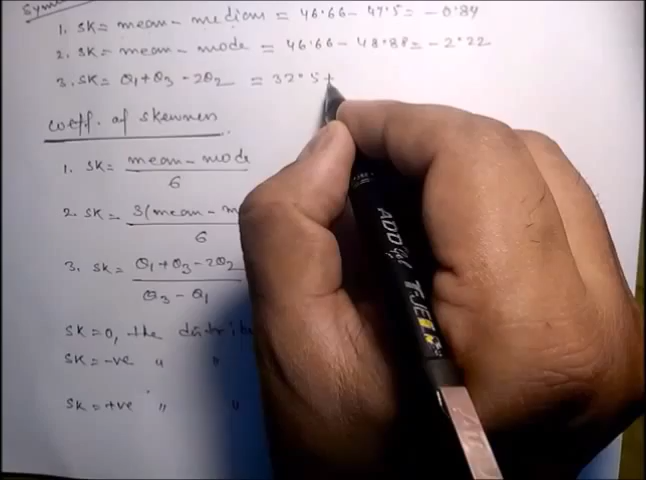 1. SK = mean - median = 46.66 - 47.5 = -0.84
2. SK = mean - mode = 46.66 - 48.88 = -2.22
3. SK = Q1 + Q3 - 2Q2 = 32.5 +
coeff. of skewness
1. SK = mean - mode
6
2. SK = 3(mean - m
6
3. SK = Q1 + Q3 - 2Q2
Q3 - Q1
SK = 0, the distribu
SK = -ve " "
SK = +ve " "
ADD GEL